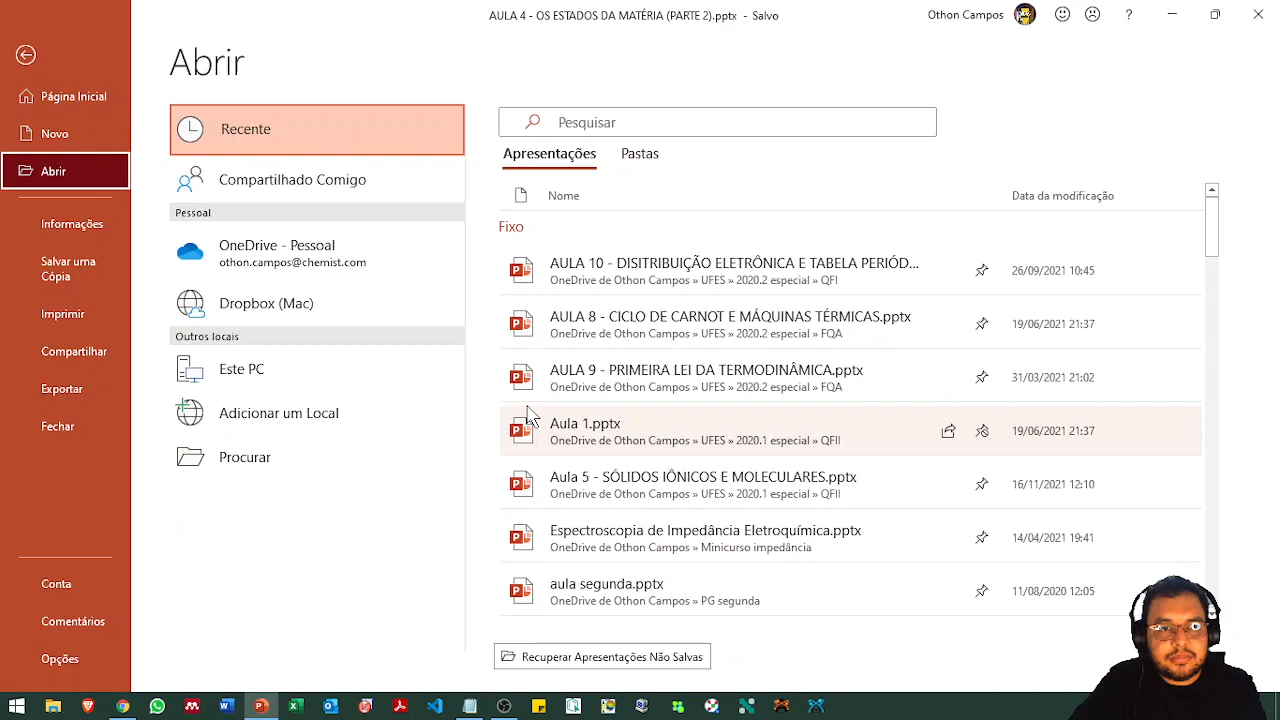 AULA 4 - OS ESTADOS DA MATÉRIA (PARTE 2).pptx - Salvo
Othon Campos
?
Abrir
Página Inicial
Novo
Abrir
Informações
Salvar uma
Cópia
Imprimir
Compartilhar
Exportar
Fechar
Conta
Comentários
Opções
Recente
Compartilhado Comigo
Pessoal
OneDrive - Pessoal
othon.campos@chemist.com
Dropbox (Mac)
Outros locais
Este PC
Adicionar um Local
Procurar
Pesquisar
Apresentações Pastas
Nome Data da modificação
Fixo
AULA 10 - DISITRIBUIÇÃO ELETRÔNICA E TABELA PERIÓD...
OneDrive de Othon Campos » UFES » 2020.2 especial » QFI
26/09/2021 10:45
AULA 8 - CICLO DE CARNOT E MÁQUINAS TÉRMICAS.pptx
OneDrive de Othon Campos » UFES » 2020.2 especial » FQA
19/06/2021 21:37
AULA 9 - PRIMEIRA LEI DA TERMODINÂMICA.pptx
OneDrive de Othon Campos » UFES » 2020.2 especial » FQA
31/03/2021 21:02
Aula 1.pptx
OneDrive de Othon Campos » UFES » 2020.1 especial » QFII
19/06/2021 21:37
Aula 5 - SÓLIDOS IÔNICOS E MOLECULARES.pptx
OneDrive de Othon Campos » UFES » 2020.1 especial » QFII
16/11/2021 12:10
Espectroscopia de Impedância Eletroquímica.pptx
OneDrive de Othon Campos » Minicurso impedância
14/04/2021 19:41
aula segunda.pptx
OneDrive de Othon Campos » PG segunda
11/08/2020 12:05
Recuperar Apresentações Não Salvas